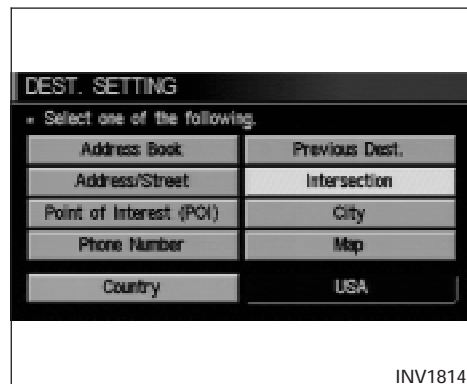 DEST. SETTING
Select one of the following.
Address Book
Previous Dest.
Address/Street
Intersection
Point of Interest (POI)
City
Phone Number
Map
Country
USA
INV1814